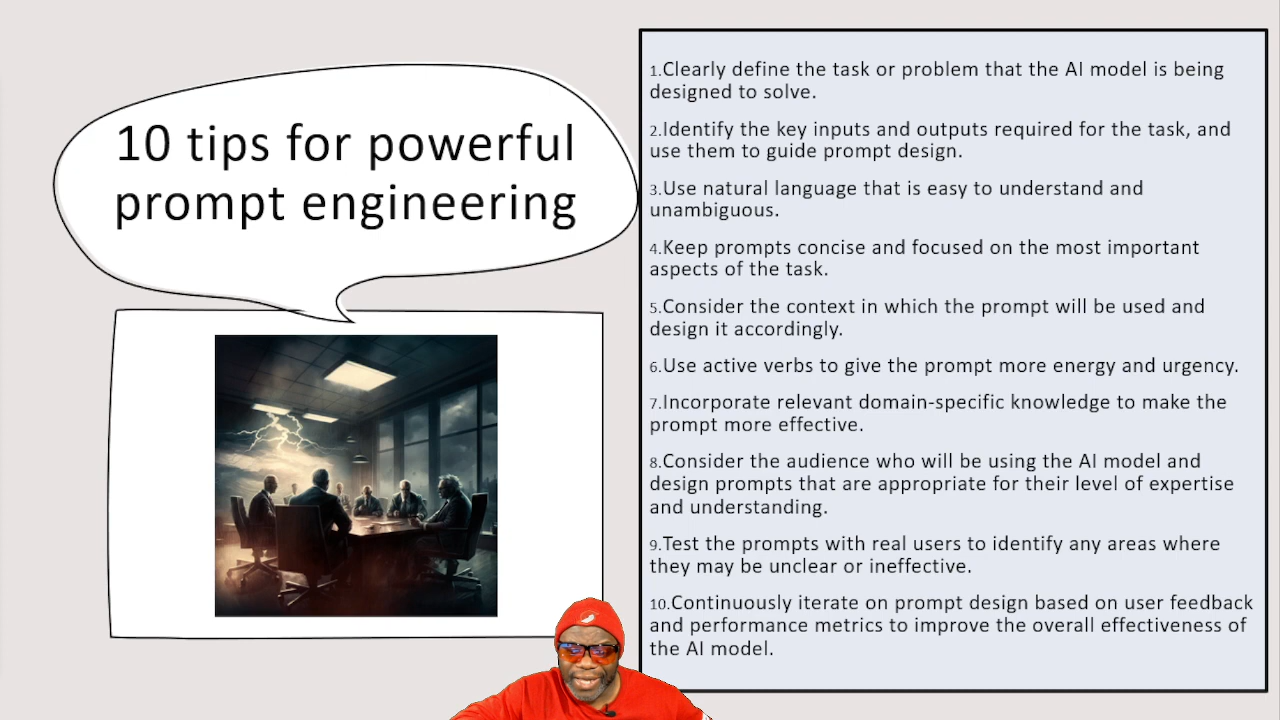 10 tips for powerful
prompt engineering
1.Clearly define the task or problem that the AI model is being
designed to solve.
2.Identify the key inputs and outputs required for the task, and
use them to guide prompt design.
3.Use natural language that is easy to understand and
unambiguous.
4.Keep prompts concise and focused on the most important
aspects of the task.
5.Consider the context in which the prompt will be used and
design it accordingly.
6.Use active verbs to give the prompt more energy and urgency.
7.Incorporate relevant domain-specific knowledge to make the
prompt more effective.
8.Consider the audience who will be using the AI model and
design prompts that are appropriate for their level of expertise
and understanding.
9.Test the prompts with real users to identify any areas where
they may be unclear or ineffective.
10.Continuously iterate on prompt design based on user feedback
and performance metrics to improve the overall effectiveness of
the AI model.